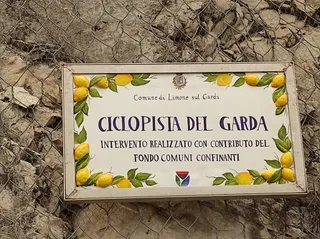 Comune di Limone sul Garda
CICLOPISTA DEL GARDA
INTERVENTO REALIZZATO CON CONTRIBUTO DEL
FONDO COMUNI CONFINANTI